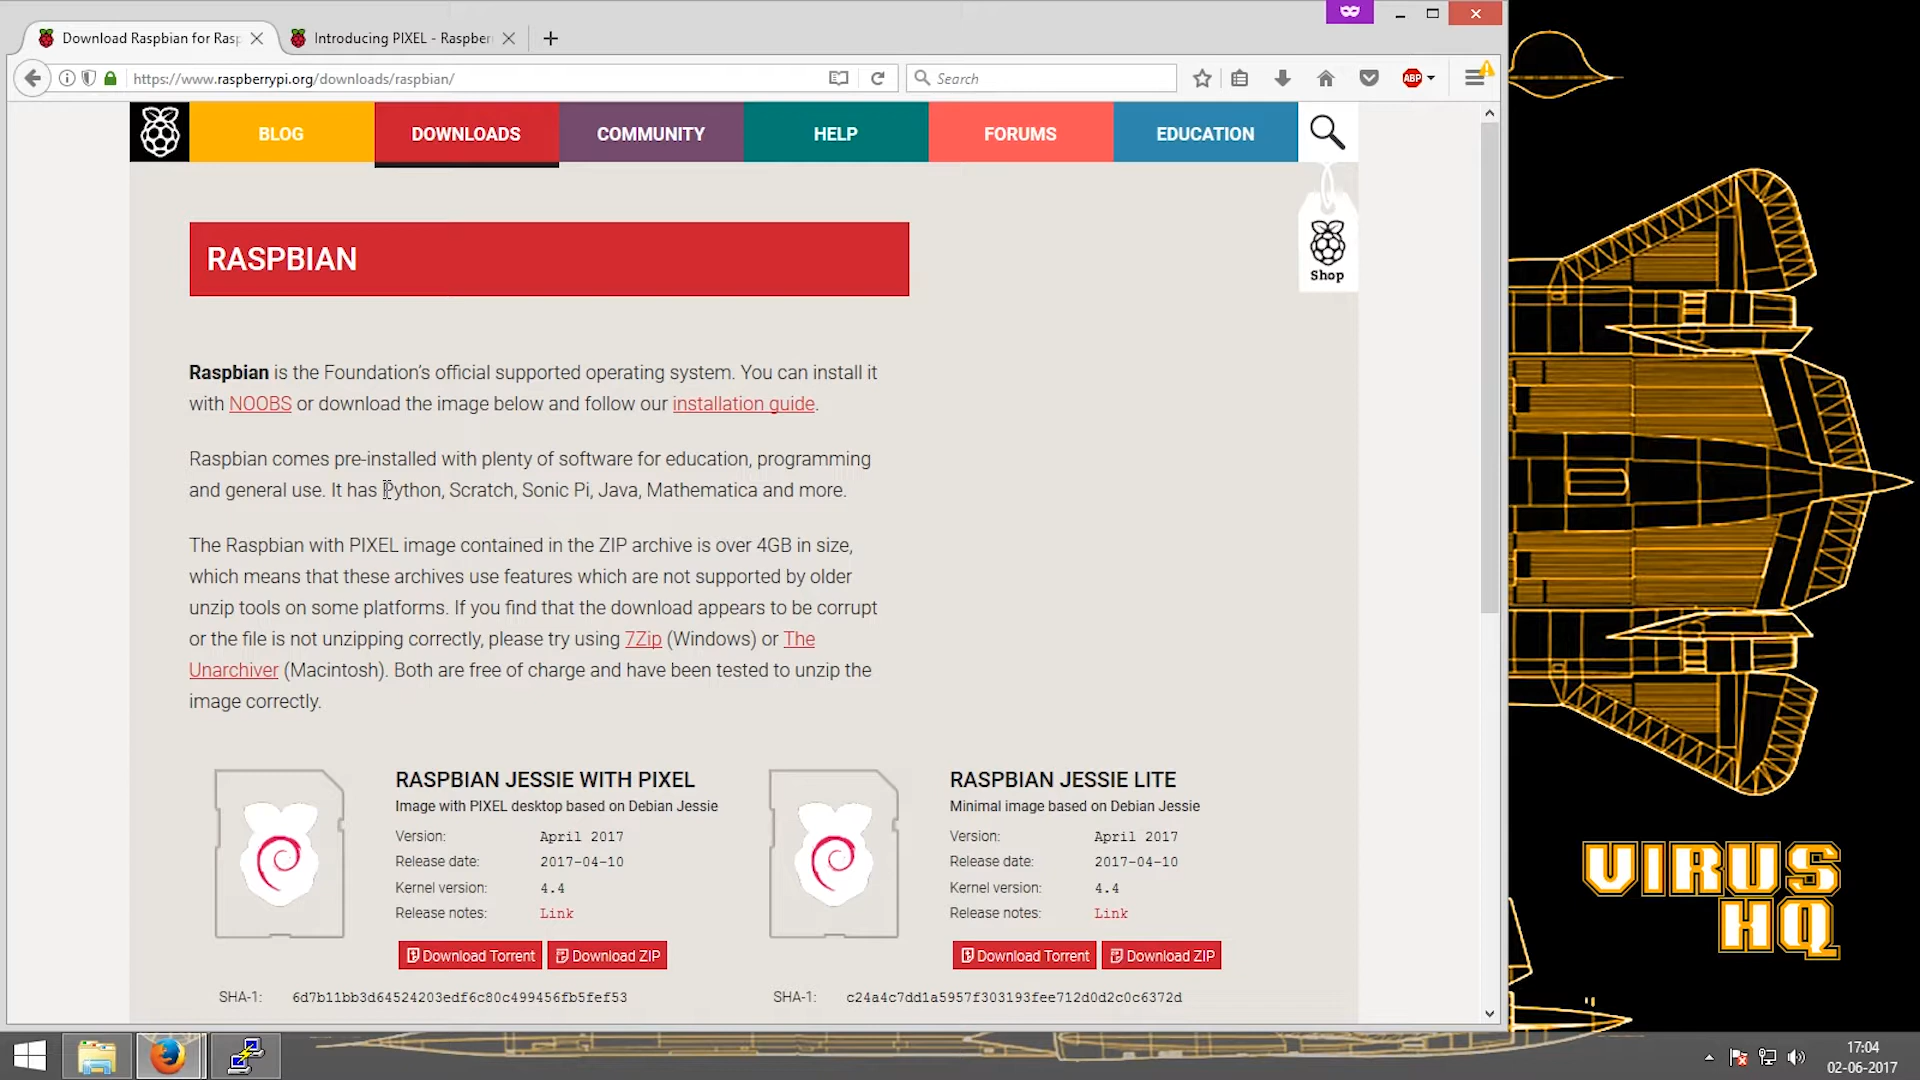 Download Raspbian for Rasp
Introducing PIXEL - Raspber
https://www.raspberrypi.org/downloads/raspbian/
Search
ABP
BLOG
DOWNLOADS
COMMUNITY
HELP
FORUMS
EDUCATION
Shop
RASPBIAN
Raspbian is the Foundation's official supported operating system. You can install it
with NOOBS or download the image below and follow our installation guide.
Raspbian comes pre-installed with plenty of software for education, programming
and general use. It has Python, Scratch, Sonic Pi, Java, Mathematica and more.
The Raspbian with PIXEL image contained in the ZIP archive is over 4GB in size,
which means that these archives use features which are not supported by older
unzip tools on some platforms. If you find that the download appears to be corrupt
or the file is not unzipping correctly, please try using 7Zip (Windows) or The
Unarchiver (Macintosh). Both are free of charge and have been tested to unzip the
image correctly.
RASPBIAN JESSIE WITH PIXEL
Image with PIXEL desktop based on Debian Jessie
Version: April 2017
Release date: 2017-04-10
Kernel version: 4.4
Release notes: Link
Download Torrent Download ZIP
SHA-1: 6d7b11bb3d64524203edf6c80c499456fb5fef53
RASPBIAN JESSIE LITE
Minimal image based on Debian Jessie
Version: April 2017
Release date: 2017-04-10
Kernel version: 4.4
Release notes: Link
Download Torrent Download ZIP
SHA-1: c24a4c7dd1a5957f303193fee712d0d2c0c6372d
VIRUS
HQ
17:04
02-06-2017